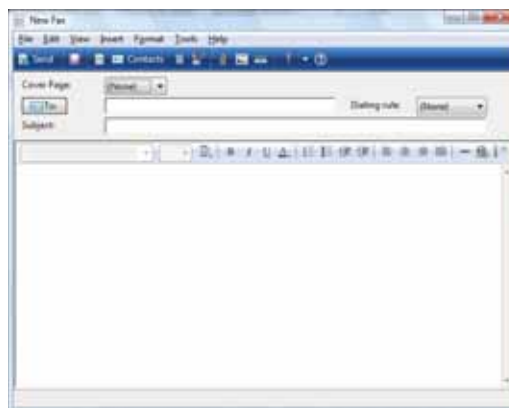 New Fax
File Edit View Insert Format Tools Help
Send Contacts
Cover Page: (None)
To: Dialing rule: (None)
Subject:
B I U A